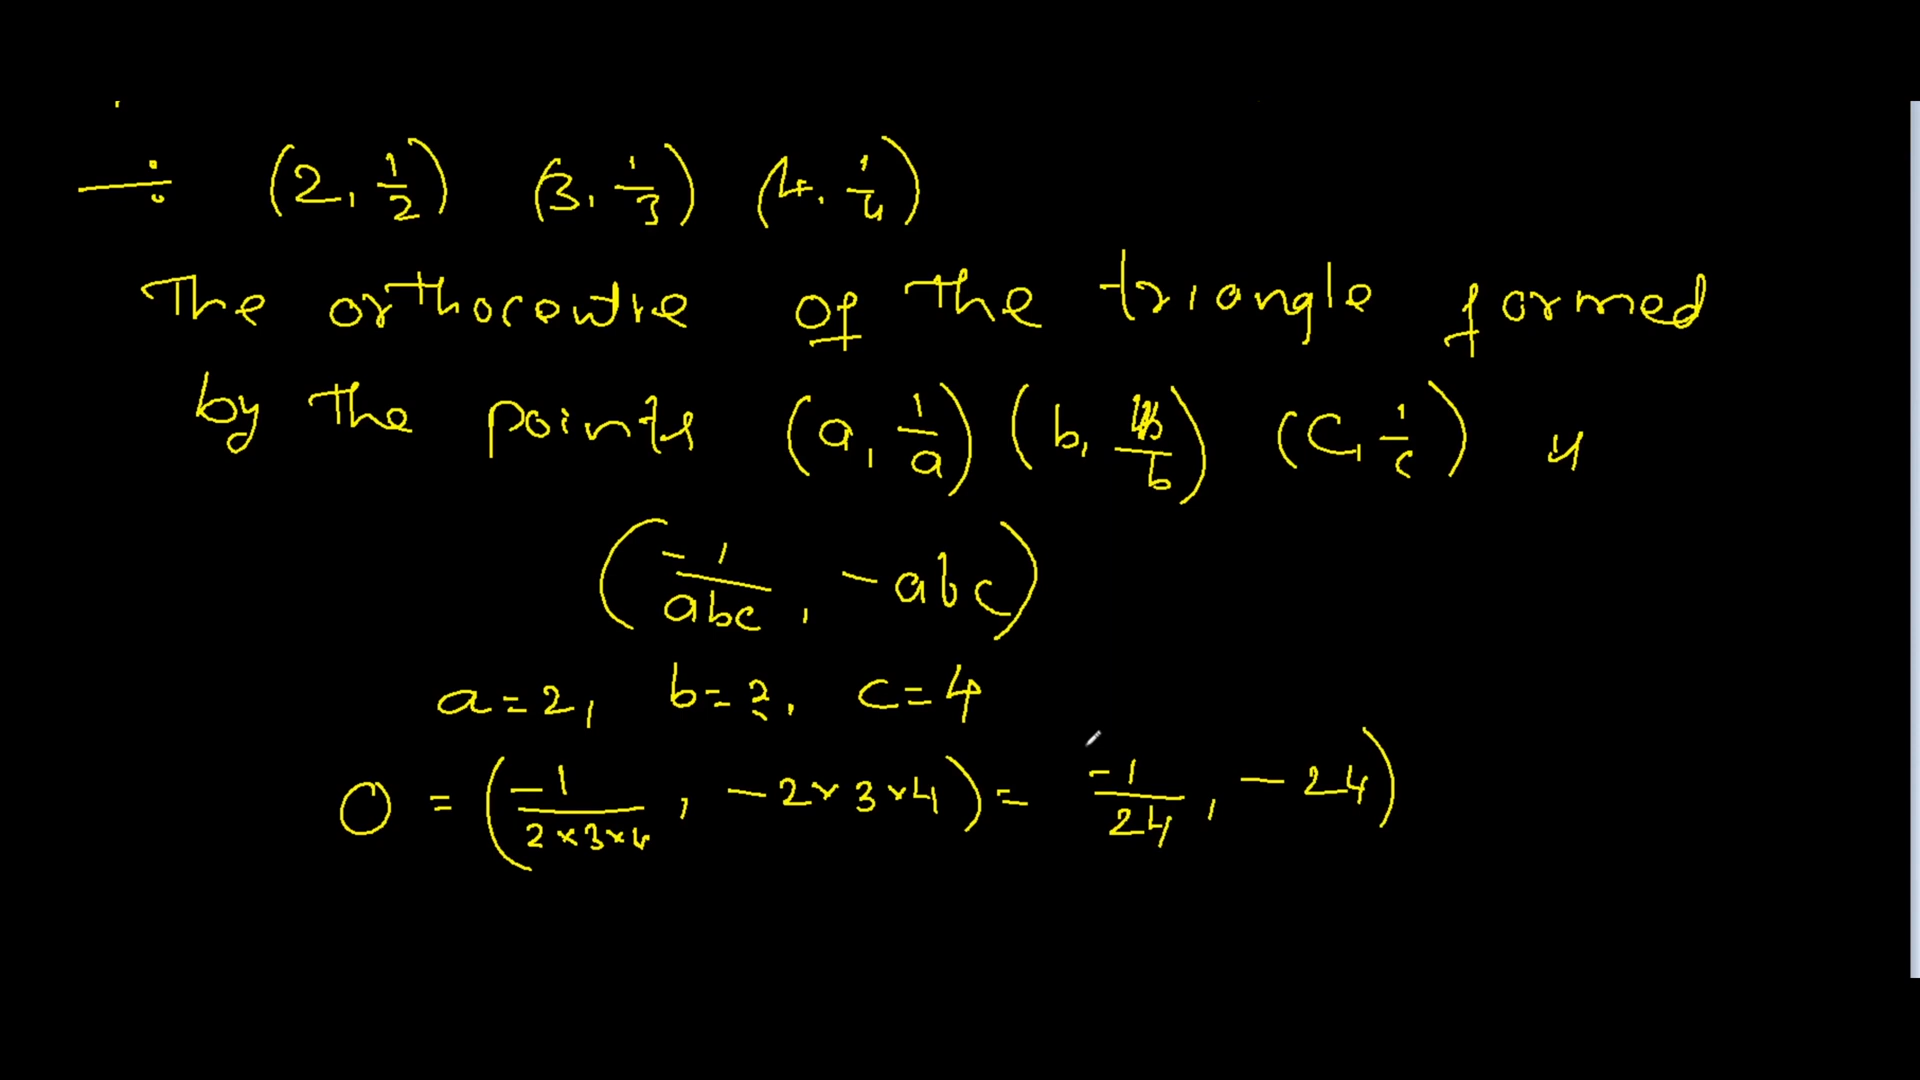 ÷ (2, 1/2) (3, 1/3) (4, 1/4)
The orthocentre of the triangle formed
by the points (a, 1/a) (b, 1/b) (c, 1/c) is
(-1/abc, -abc)
a=2, b=3, c=4
O = (-1/2×3×4, -2×3×4) = -1/24, -24)